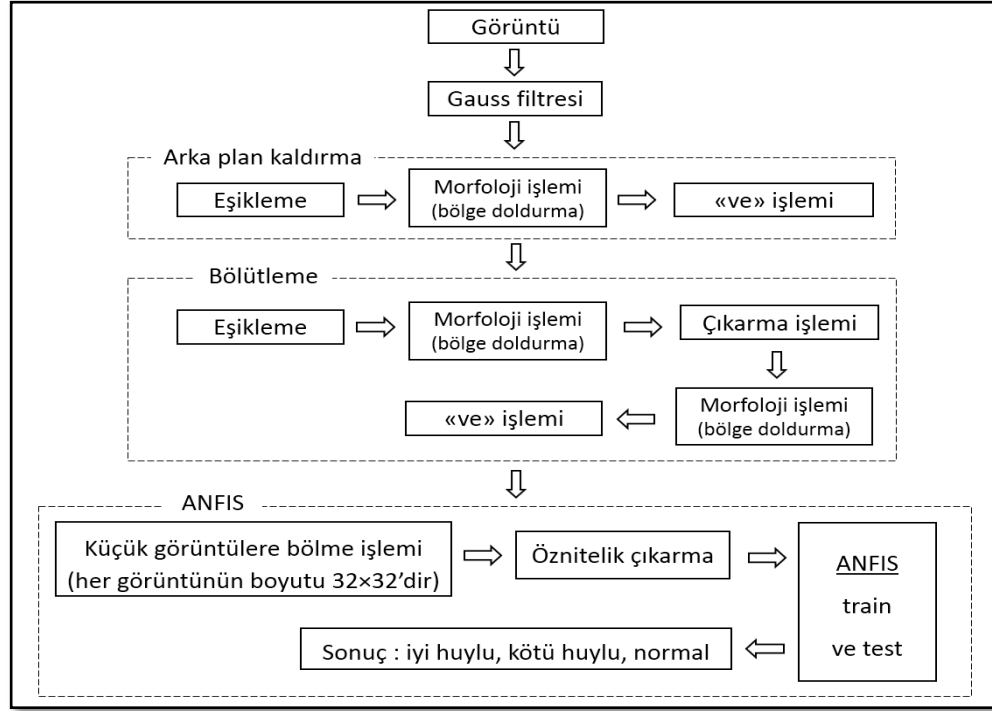 Görüntü
Gauss filtresi
Arka plan kaldırma
Eşikleme
Morfoloji işlemi
(bölge doldurma)
«ve» işlemi
Bölütleme
Eşikleme
Morfoloji işlemi
(bölge doldurma)
Çıkarma işlemi
Morfoloji işlemi
(bölge doldurma)
«ve» işlemi
ANFIS
Küçük görüntülere bölme işlemi
(her görüntünün boyutu 32×32’dir)
Öznitelik çıkarma
ANFIS
train
ve test
Sonuç : iyi huylu, kötü huylu, normal